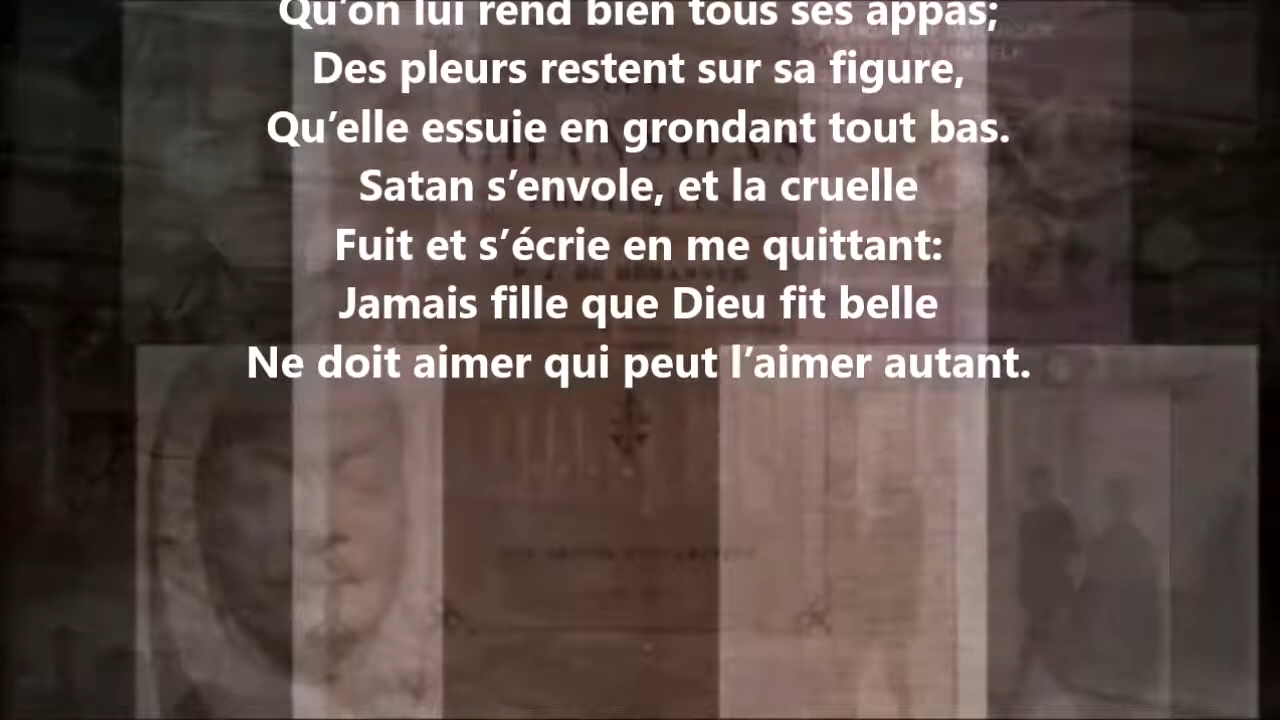 Qu’on lui rend bien tous ses appas;
Des pleurs restent sur sa figure,
Qu’elle essuie en grondant tout bas.
Satan s’envole, et la cruelle
Fuit et s’écrie en me quittant:
Jamais fille que Dieu fit belle
Ne doit aimer qui peut l’aimer autant.